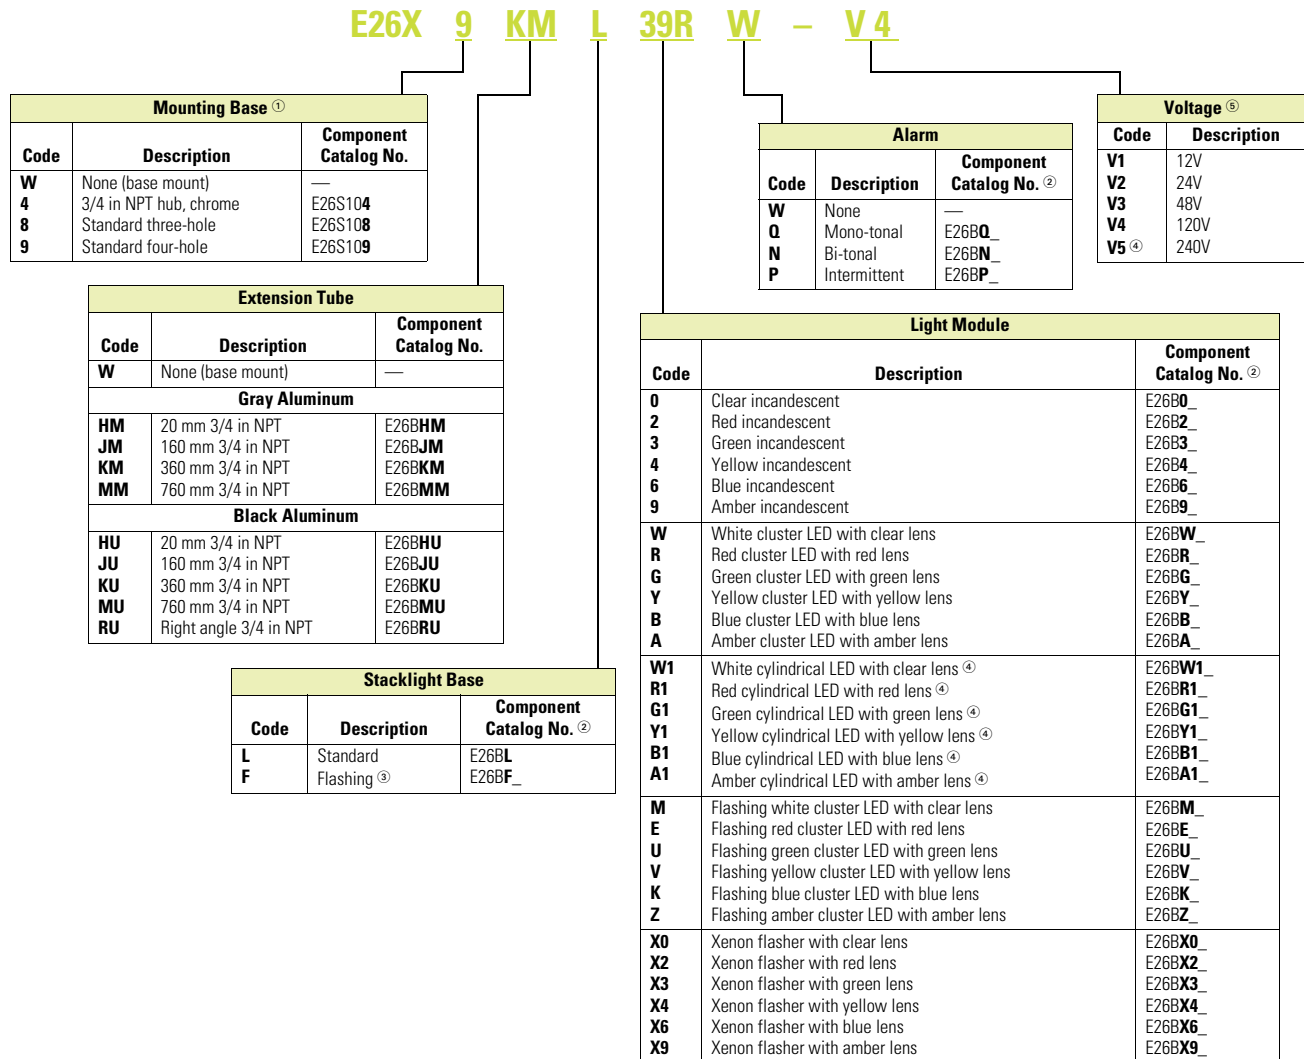 E26X 9 KM L 39R W – V 4
Mounting Base ①
Code Description Component Catalog No.
W None (base mount) —
4 3/4 in NPT hub, chrome E26S104
8 Standard three-hole E26S108
9 Standard four-hole E26S109
Extension Tube
Code Description Component Catalog No.
W None (base mount) —
Gray Aluminum
HM 20 mm 3/4 in NPT E26BHM
JM 160 mm 3/4 in NPT E26BJM
KM 360 mm 3/4 in NPT E26BKM
MM 760 mm 3/4 in NPT E26BMM
Black Aluminum
HU 20 mm 3/4 in NPT E26BHU
JU 160 mm 3/4 in NPT E26BJU
KU 360 mm 3/4 in NPT E26BKU
MU 760 mm 3/4 in NPT E26BMU
RU Right angle 3/4 in NPT E26BRU
Stacklight Base
Code Description Component Catalog No. ②
L Standard E26BL
F Flashing ③ E26BF_
Alarm
Code Description Component Catalog No. ②
W None —
Q Mono-tonal E26BQ_
N Bi-tonal E26BN_
P Intermittent E26BP_
Voltage ⑤
Code Description
V1 12V
V2 24V
V3 48V
V4 120V
V5 ④ 240V
Light Module
Code Description Component Catalog No. ②
0 Clear incandescent E26B0_
2 Red incandescent E26B2_
3 Green incandescent E26B3_
4 Yellow incandescent E26B4_
6 Blue incandescent E26B6_
9 Amber incandescent E26B9_
W White cluster LED with clear lens E26BW_
R Red cluster LED with red lens E26BR_
G Green cluster LED with green lens E26BG_
Y Yellow cluster LED with yellow lens E26BY_
B Blue cluster LED with blue lens E26BB_
A Amber cluster LED with amber lens E26BA_
W1 White cylindrical LED with clear lens ④ E26BW1_
R1 Red cylindrical LED with red lens ④ E26BR1_
G1 Green cylindrical LED with green lens ④ E26BG1_
Y1 Yellow cylindrical LED with yellow lens ④ E26BY1_
B1 Blue cylindrical LED with blue lens ④ E26BB1_
A1 Amber cylindrical LED with amber lens ④ E26BA1_
M Flashing white cluster LED with clear lens E26BM_
E Flashing red cluster LED with red lens E26BE_
U Flashing green cluster LED with green lens E26BU_
V Flashing yellow cluster LED with yellow lens E26BV_
K Flashing blue cluster LED with blue lens E26BK_
Z Flashing amber cluster LED with amber lens E26BZ_
X0 Xenon flasher with clear lens E26BX0_
X2 Xenon flasher with red lens E26BX2_
X3 Xenon flasher with green lens E26BX3_
X4 Xenon flasher with yellow lens E26BX4_
X6 Xenon flasher with blue lens E26BX6_
X9 Xenon flasher with amber lens E26BX9_